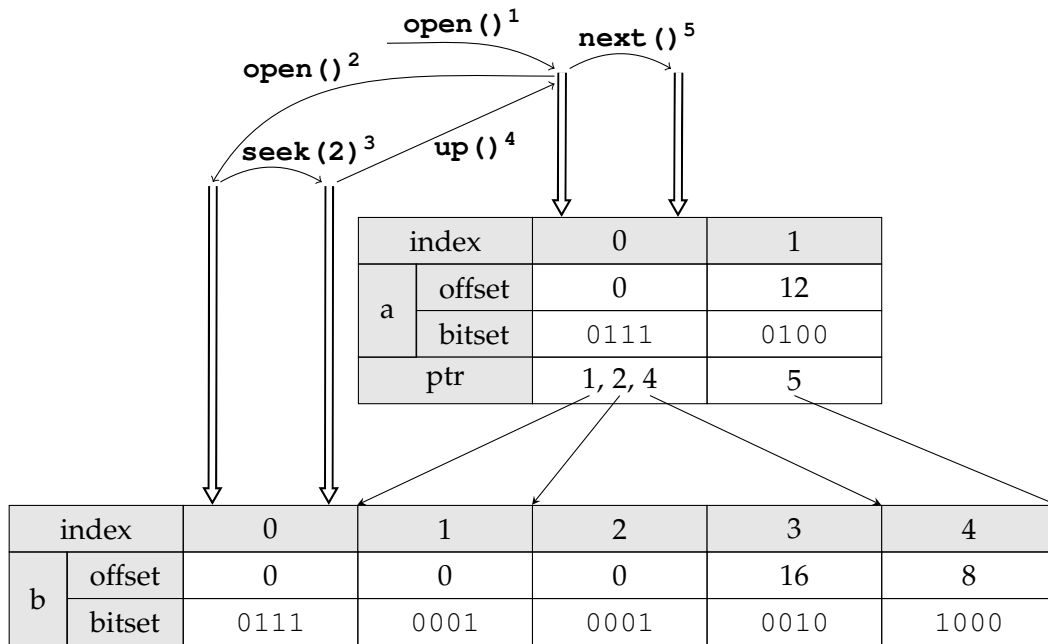 open()1
next()5
open()2
seek(2)3
up()4
index 0 1
a offset 0 12
bitset 0111 0100
ptr 1, 2, 4 5
index 0 1 2 3 4
b offset 0 0 0 16 8
bitset 0111 0001 0001 0010 1000